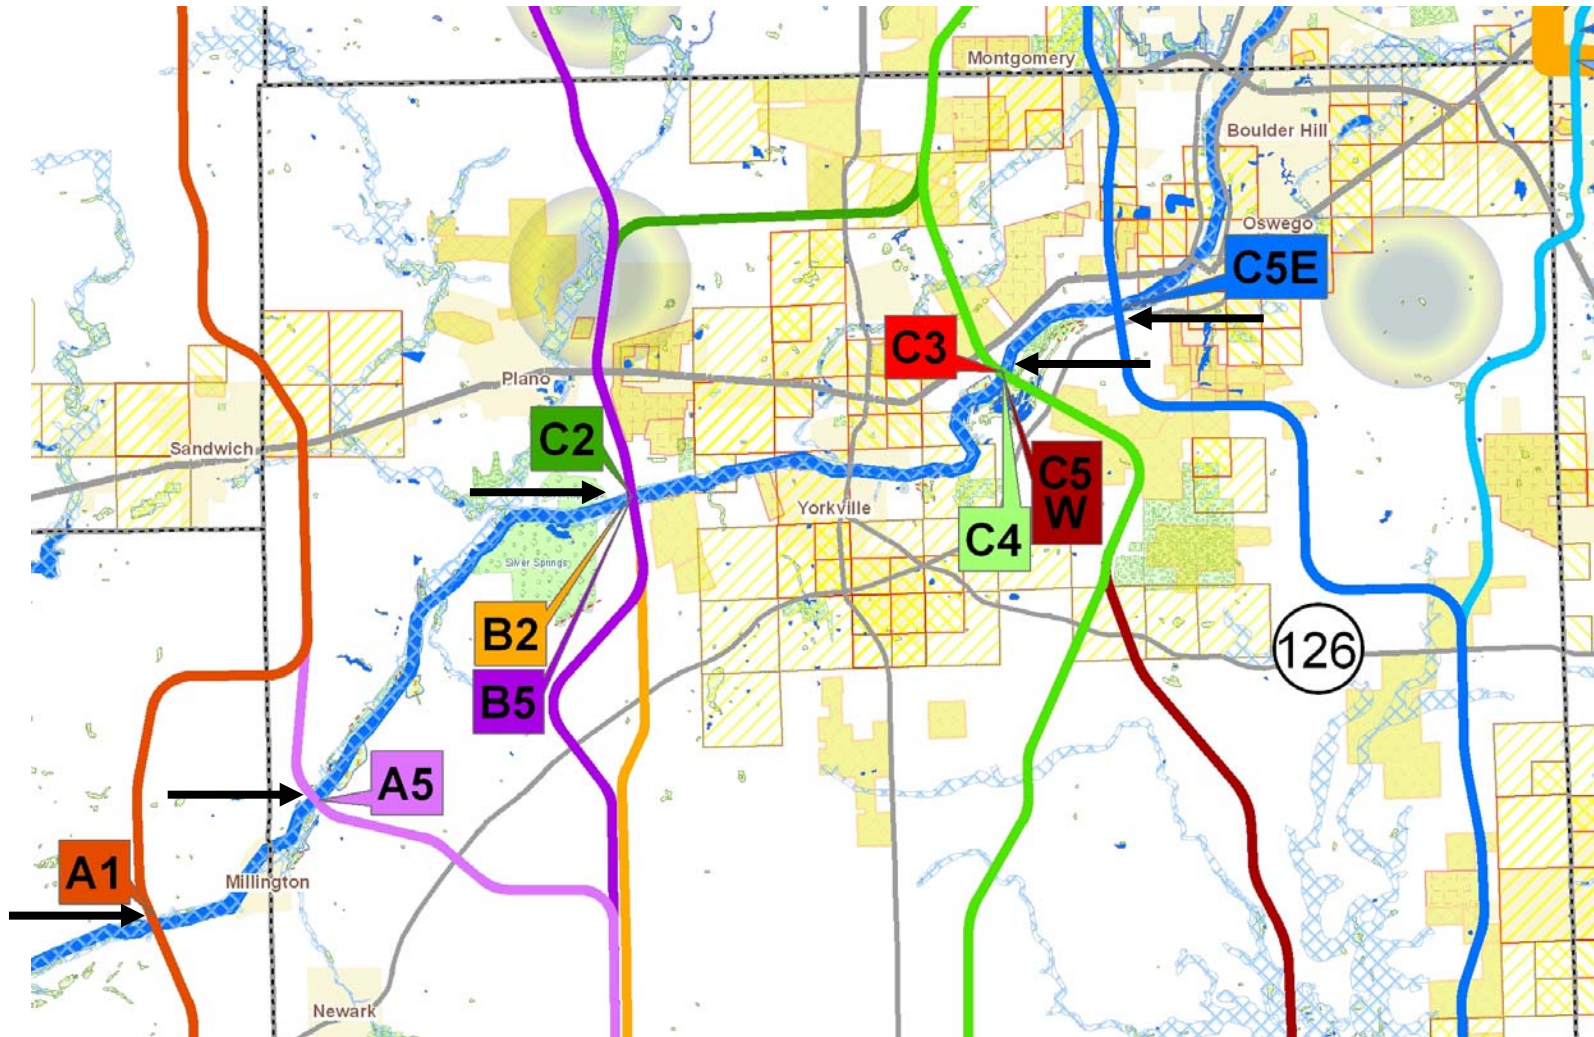 Montgomery
Boulder Hill
Oswego
C5E
C3
Plano
C2
Sandwich
C5
W
Yorkville
C4
Silver Springs
B2
126
B5
A5
A1
Millington
Newark